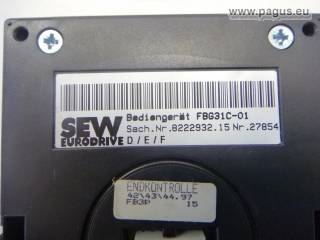 www.pagus.eu
Bediengerät FBG31C-01
SEW Sach.Nr.8222932.15 Nr.27854
EURODRIVE D/E/F
ENDKONTROLLE
42\43\44.97
FB3P 15